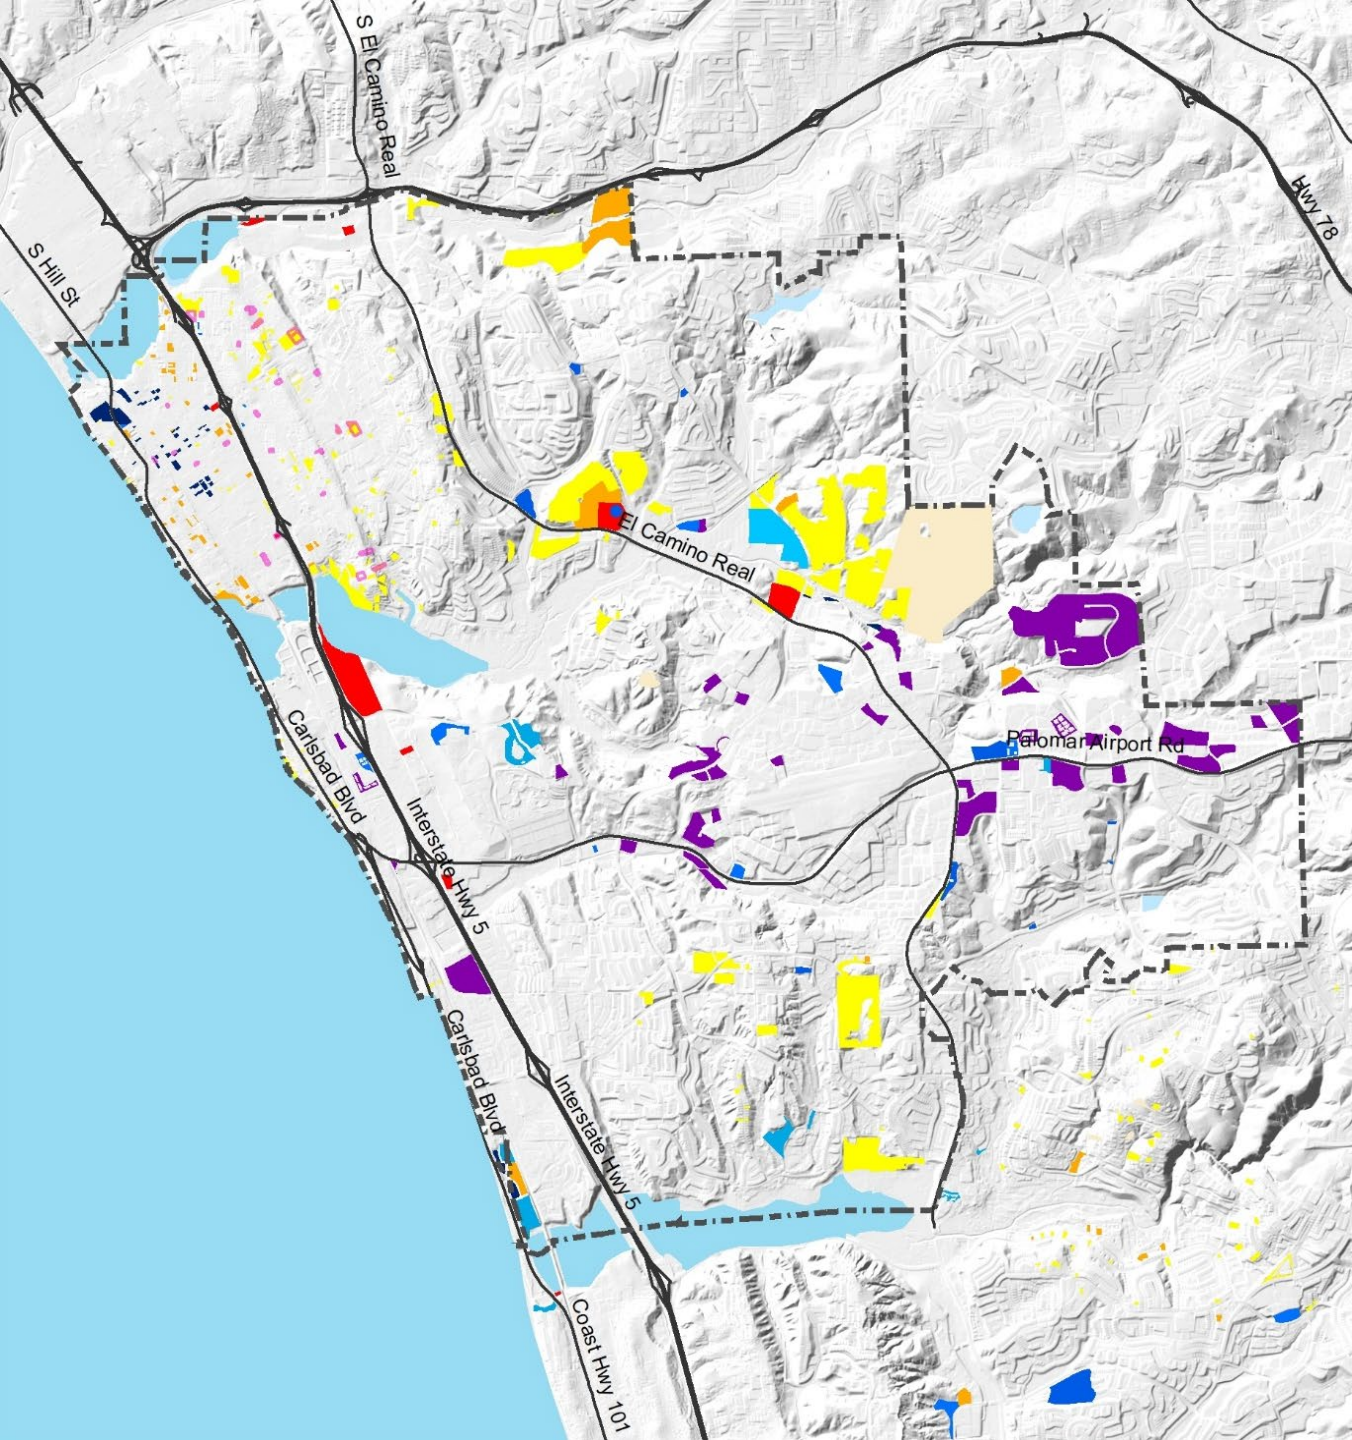 S El Camino Real
Hwy 78
S Hill St
El Camino Real
Carlsbad Blvd
Palomar Airport Rd
Interstate Hwy 5
Carlsbad Blvd
Interstate Hwy 5
Coast Hwy 101